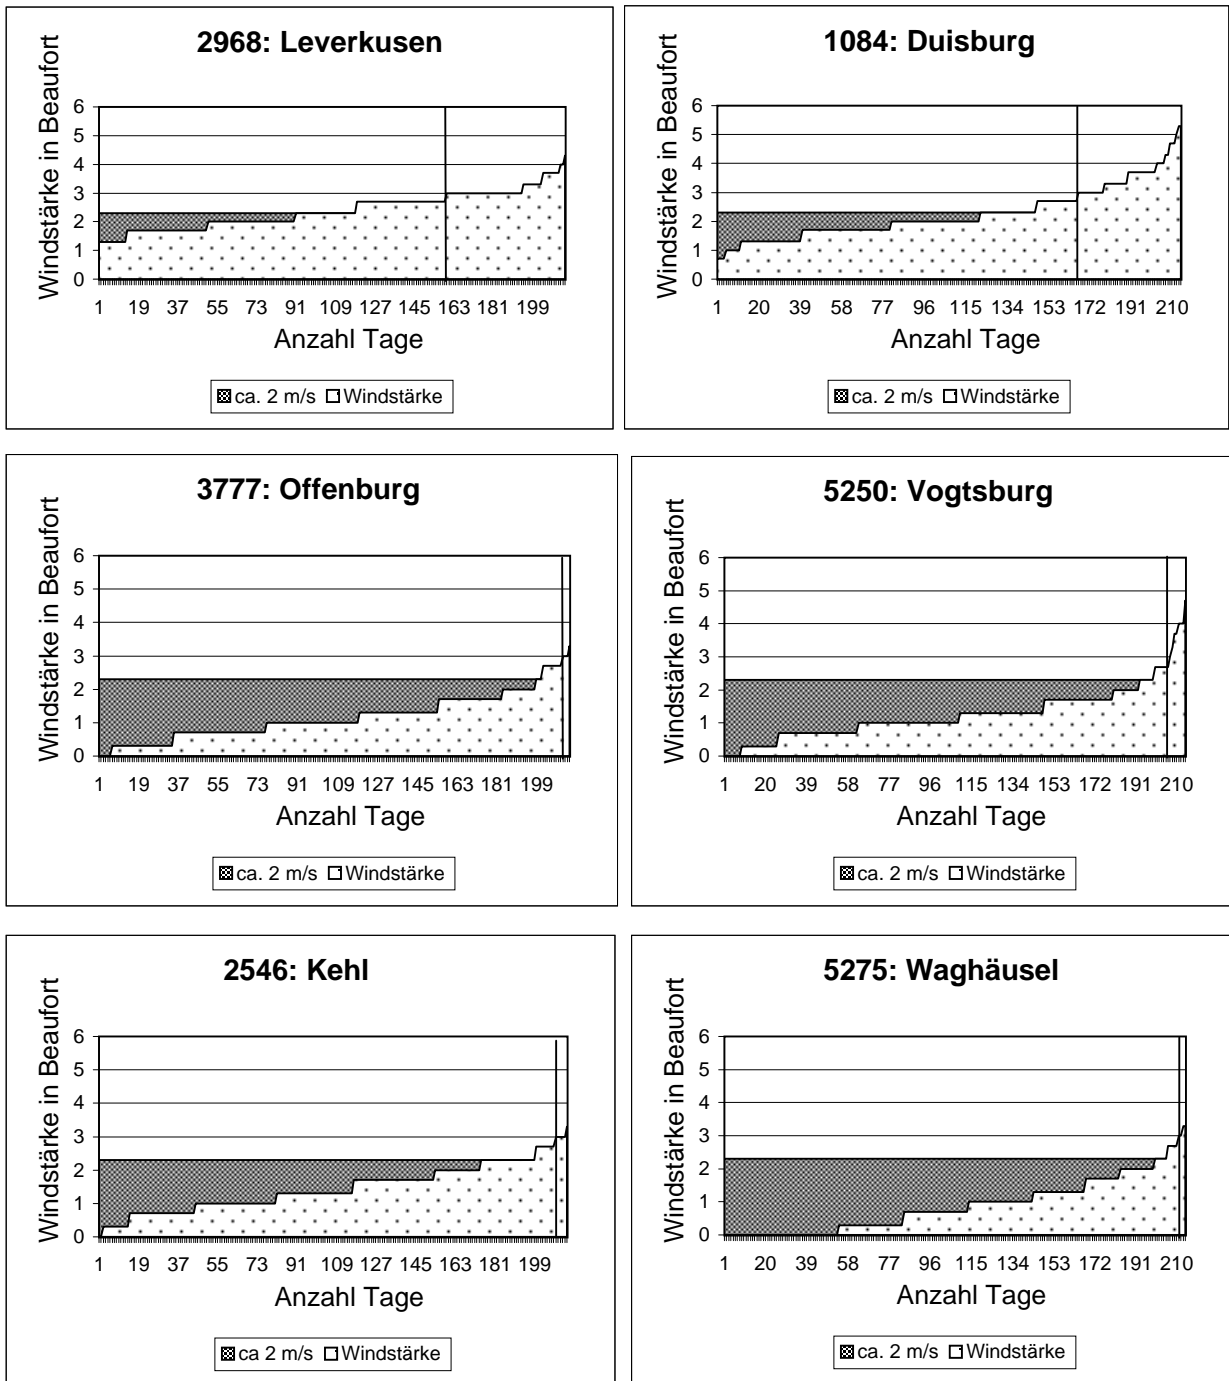 2968: Leverkusen
Windstärke in Beaufort
6
5
4
3
2
1
0
1 19 37 55 73 91 109 127 145 163 181 199
Anzahl Tage
ca. 2 m/s Windstärke
1084: Duisburg
Windstärke in Beaufort
6
5
4
3
2
1
0
1 20 39 58 77 96 115 134 153 172 191 210
Anzahl Tage
ca. 2 m/s Windstärke
3777: Offenburg
Windstärke in Beaufort
6
5
4
3
2
1
0
1 19 37 55 73 91 109 127 145 163 181 199
Anzahl Tage
ca. 2 m/s Windstärke
5250: Vogtsburg
Windstärke in Beaufort
6
5
4
3
2
1
0
1 20 39 58 77 96 115 134 153 172 191 210
Anzahl Tage
ca. 2 m/s Windstärke
2546: Kehl
Windstärke in Beaufort
6
5
4
3
2
1
0
1 19 37 55 73 91 109 127 145 163 181 199
Anzahl Tage
ca 2 m/s Windstärke
5275: Waghäusel
Windstärke in Beaufort
6
5
4
3
2
1
0
1 20 39 58 77 96 115 134 153 172 191 210
Anzahl Tage
ca. 2 m/s Windstärke